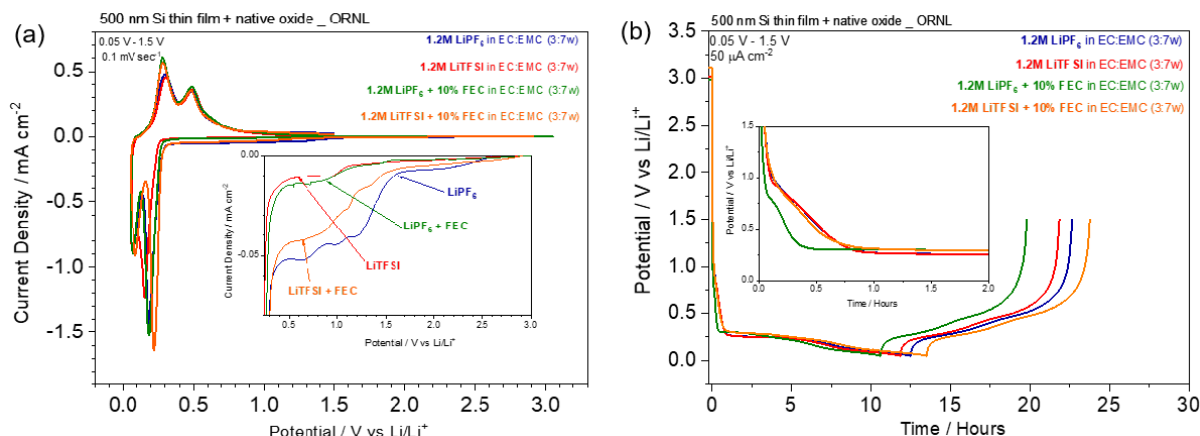 (a)
500 nm Si thin film + native oxide _ ORNL
0.05 V - 1.5 V
0.1 mV sec-1
1.2M LiPF6 in EC:EMC (3:7w)
1.2M LiTFSI in EC:EMC (3:7w)
1.2M LiPF6 + 10% FEC in EC:EMC (3:7w)
1.2M LiTFSI + 10% FEC in EC:EMC (3:7w)
Current Density / mA cm-2
0.5
0.0
-0.5
-1.0
-1.5
0.0 0.5 1.0 1.5 2.0 2.5 3.0
Potential / V vs Li/Li+
Current Density / mA cm-2
0.00
-0.05
LiPF6
LiPF6 + FEC
LiTFSI
LiTFSI + FEC
0.5 1.0 1.5 2.0 2.5 3.0
Potential / V vs Li/Li+
(b)
500 nm Si thin film + native oxide _ ORNL
0.05 V - 1.5 V
50 μA cm-2
1.2M LiPF6 in EC:EMC (3:7w)
1.2M LiTFSI in EC:EMC (3:7w)
1.2M LiPF6 + 10% FEC in EC:EMC (3:7w)
1.2M LiTFSI + 10% FEC in EC:EMC (3:7w)
Potential / V vs Li/Li+
3.5
3.0
2.5
2.0
1.5
1.0
0.5
0.0
0 5 10 15 20 25 30
Time / Hours
Potential / V vs Li/Li+
1.5
1.0
0.5
0.0
0.0 0.5 1.0 1.5 2.0
Time / Hours